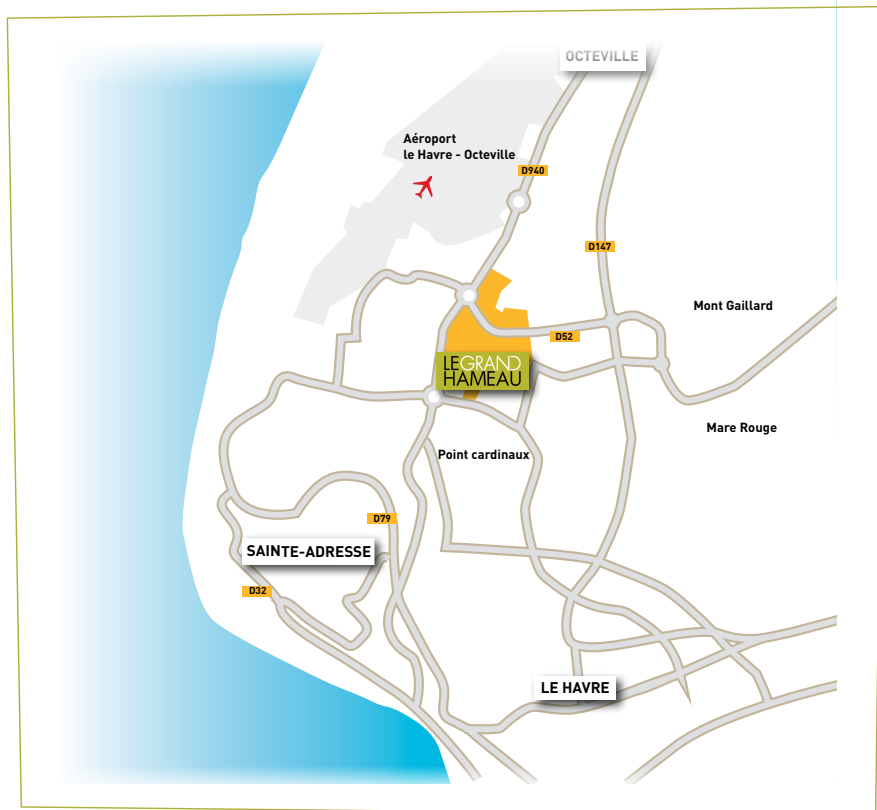 OCTEVILLE
Aéroport
le Havre - Octeville
D940
D147
Mont Gaillard
D52
LEGRAND
HAMEAU
Mare Rouge
Point cardinaux
D79
SAINTE-ADRESSE
D32
LE HAVRE